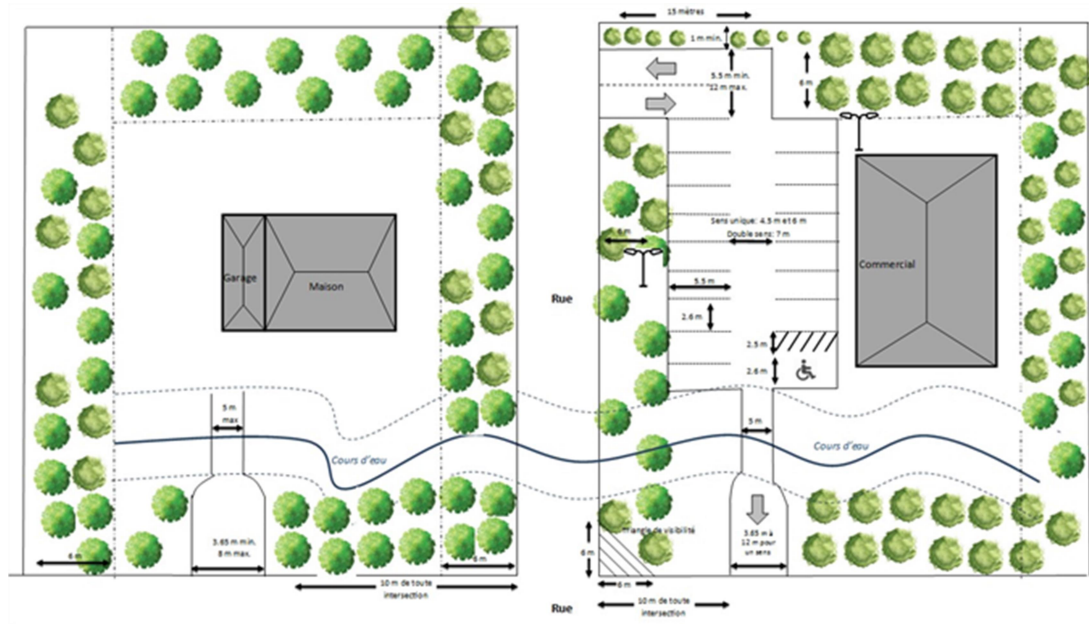 15 mètres
1 m min.
5.5 m min.
12 m max.
6 m
Sens unique: 4.5 m et 6 m
Double sens: 7 m
6 m
Garage
Maison
Commercial
Rue
5.5 m
2.6 m
2.5 m
2.6 m
5 m
max
5 m
Cours d'eau
Cours d'eau
3.65 m min.
8 m max.
6 m
6 m
10 m de toute
intersection
Triangle de visibilité
6 m
6 m
3.65 m à
12 m pour
un sens
10 m de toute
intersection
Rue